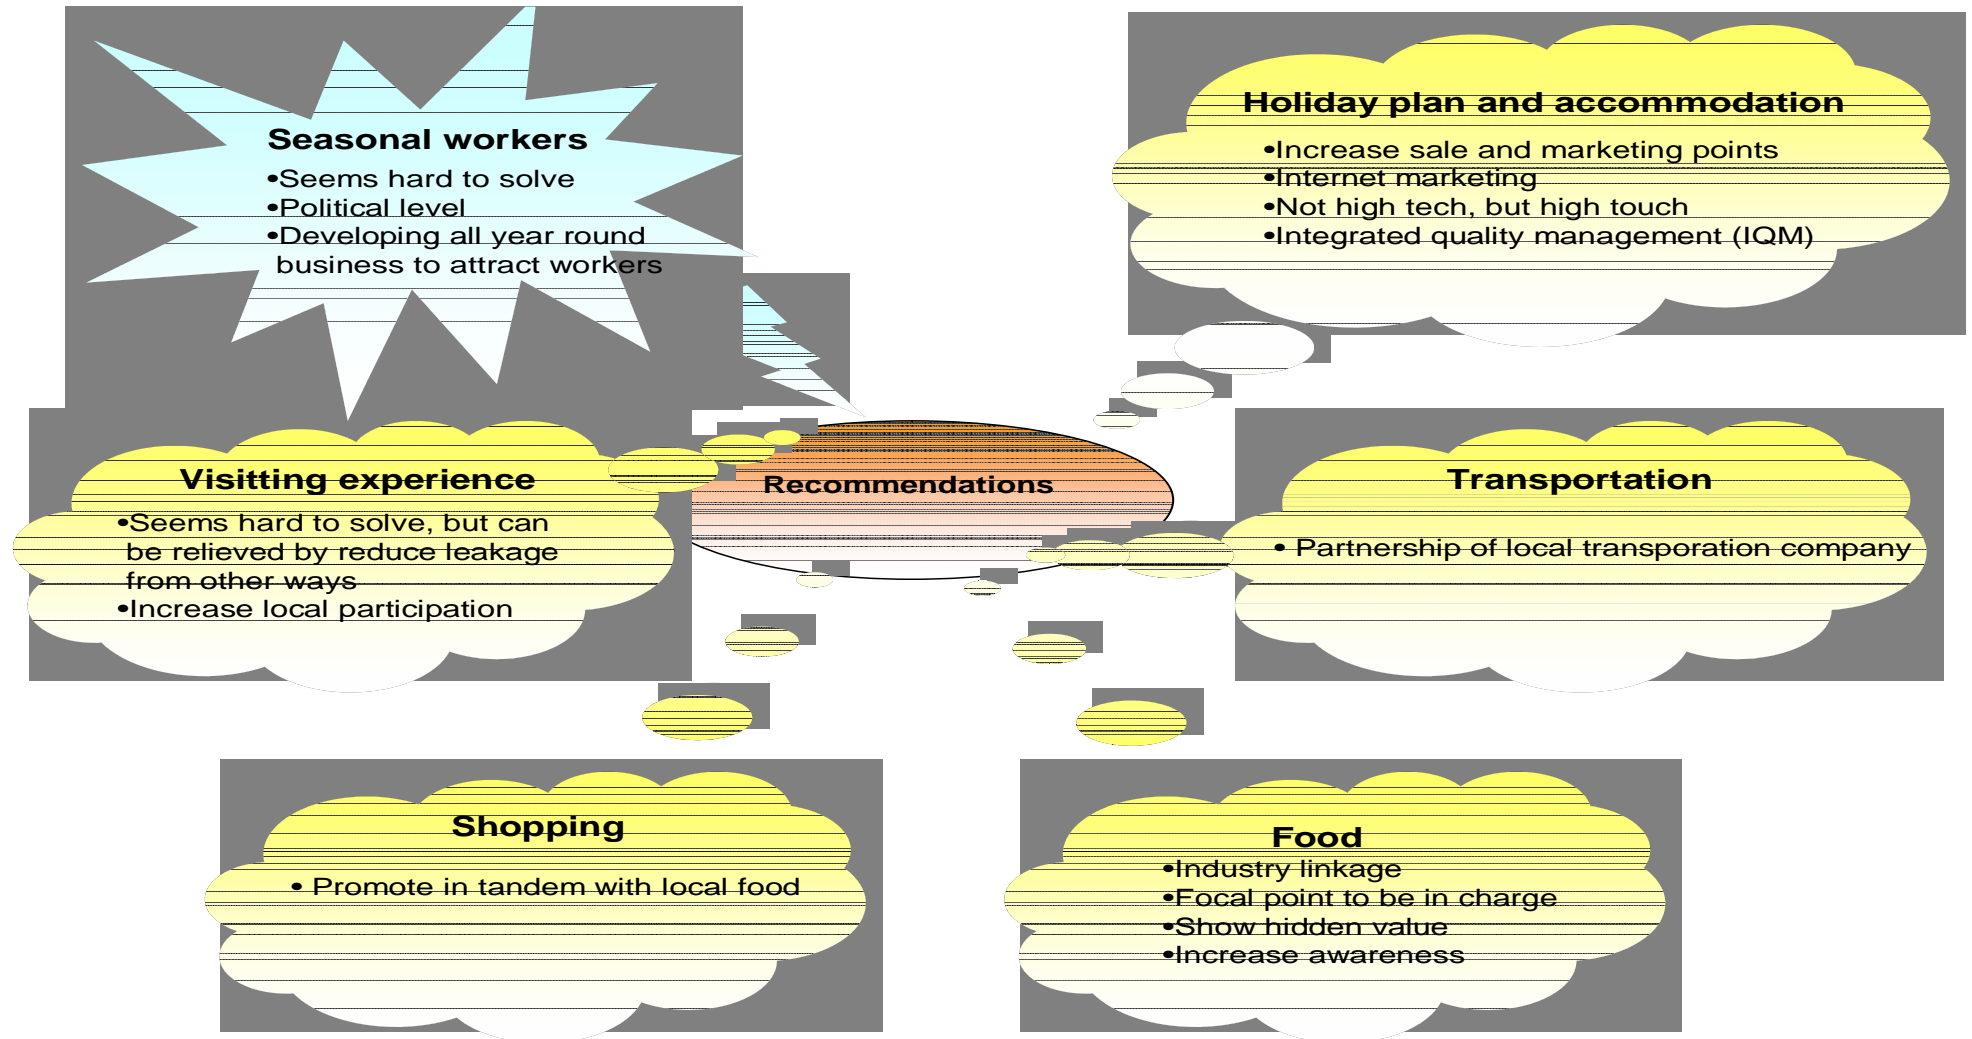 Seasonal workers
•Seems hard to solve
•Political level
•Developing all year round
business to attract workers
Holiday plan and accommodation
•Increase sale and marketing points
•Internet marketing
•Not high tech, but high touch
•Integrated quality management (IQM)
Visitting experience
•Seems hard to solve, but can
be relieved by reduce leakage
from other ways
•Increase local participation
Recommendations
Transportation
• Partnership of local transporation company
Shopping
• Promote in tandem with local food
Food
•Industry linkage
•Focal point to be in charge
•Show hidden value
•Increase awareness